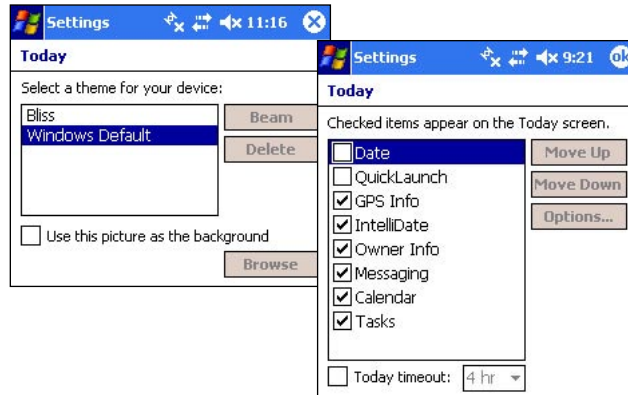 Settings 11:16
Today
Select a theme for your device:
Bliss
Windows Default
Beam
Delete
Use this picture as the background
Browse
Settings 9:21 ok
Today
Checked items appear on the Today screen.
Date
QuickLaunch
GPS Info
IntelliDate
Owner Info
Messaging
Calendar
Tasks
Move Up
Move Down
Options...
Today timeout: 4 hr